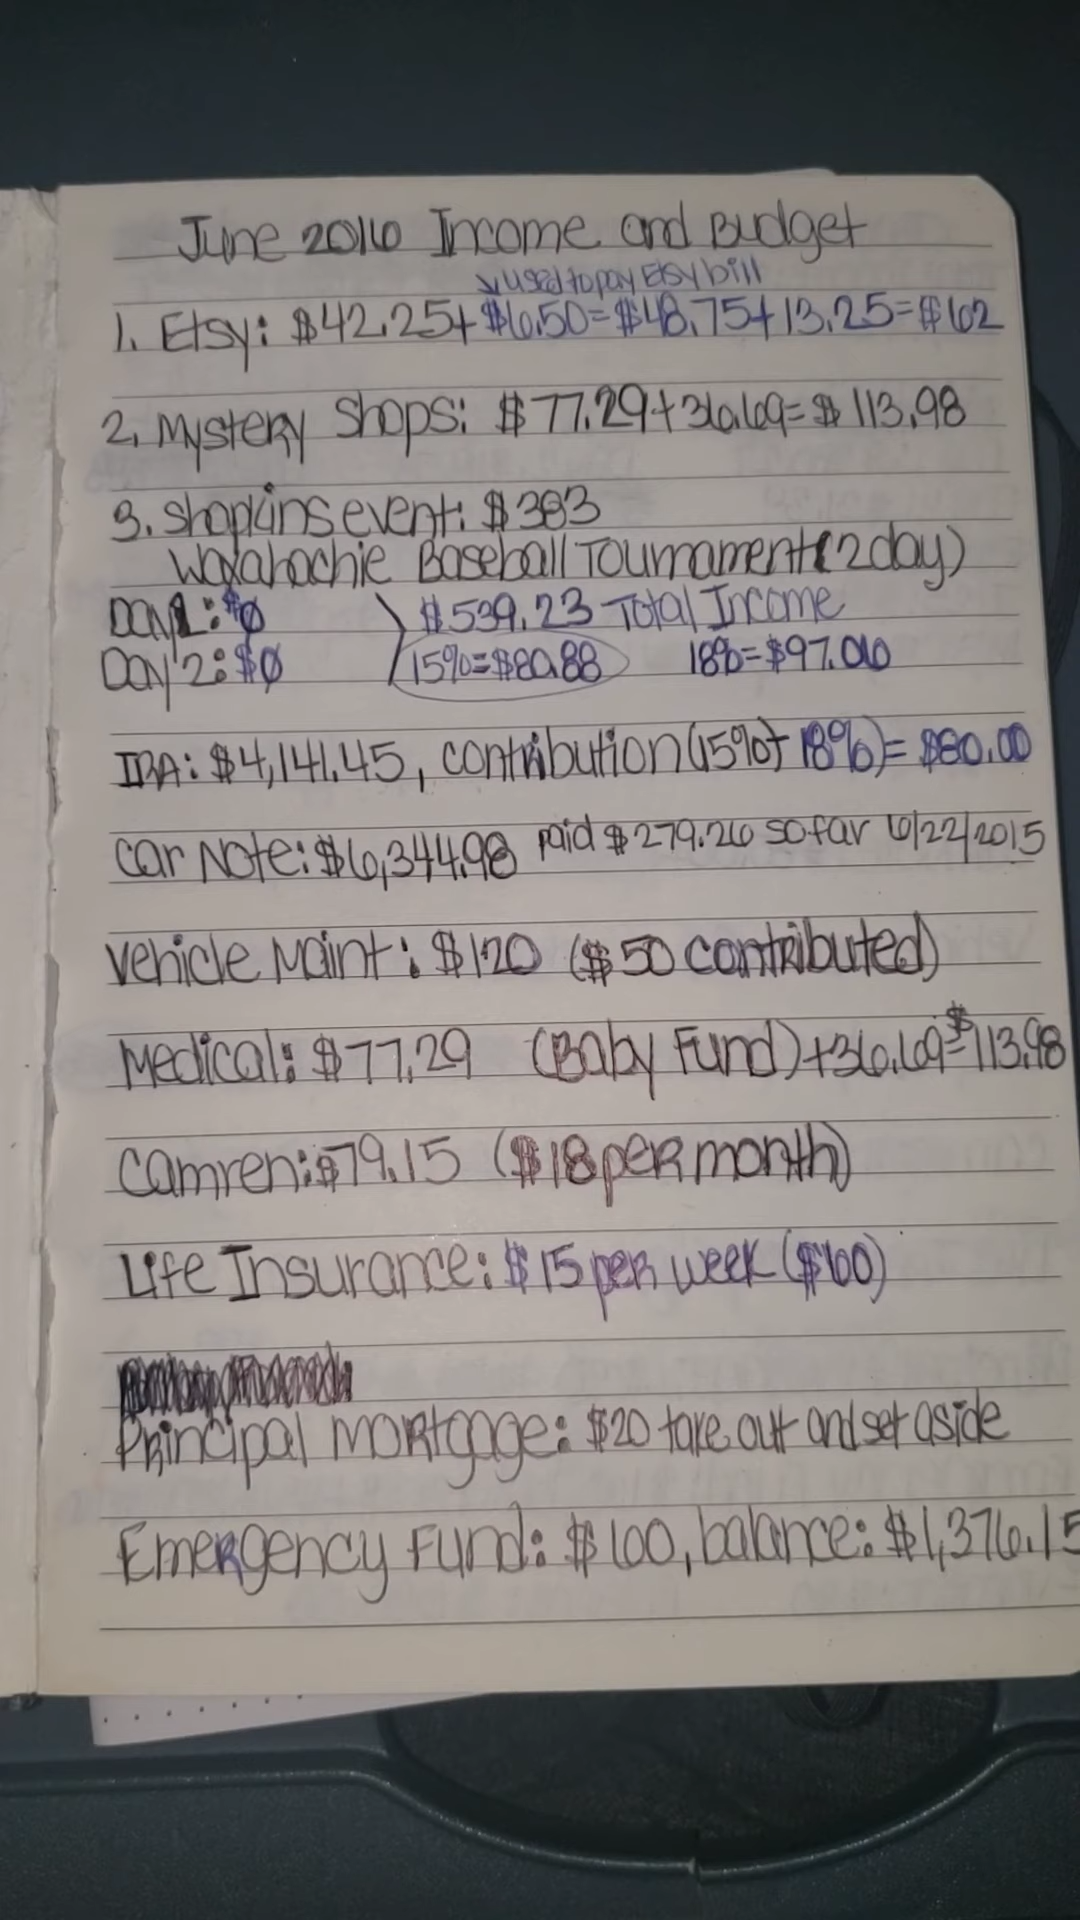 June 2016 Income and Budget
↘ used to pay Etsy bill
1. Etsy: $42.25+ $6.50=$48.75+13.25=$62
2. Mystery Shops: $77.29+36.69=$113.98
3. Shopkins event: $383
Waxahachie Baseball Tournament (2 day)
Day 1: $0 $539.23 Total Income
Day 2: $0 15%=$80.88 18%=$97.06
IRA: $4,141.45, contribution (15% + 18%)= $80.00
Car Note: $6,344.98 paid $279.26 so far 6/22/2015
Vehicle Maint: $120 ($50 contributed)
Medical: $77.29 (Baby Fund)+36.69=$113.98
Camren: $79.15 ($18 per month)
Life Insurance: $15 per week ($60)
Principal Mortgage: $20 take out and set aside
Emergency Fund: $100, balance: $1,376.15